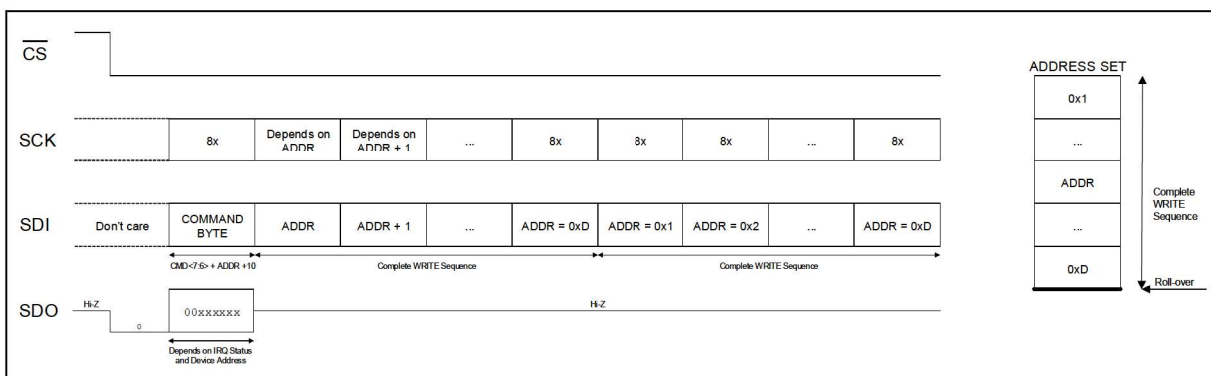 CS
SCK
8x
Depends on
ADDR
Depends on
ADDR + 1
...
8x
8x
8x
...
8x
SDI
Don't care
COMMAND
BYTE
ADDR
ADDR + 1
...
ADDR = 0xD
ADDR = 0x1
ADDR = 0x2
...
ADDR = 0xD
CMD<7:6> + ADDR +10
Complete WRITE Sequence
Complete WRITE Sequence
SDO
Hi-Z
0
00xxxxxx
Hi-Z
Depends on IRQ Status
and Device Address
ADDRESS SET
0x1
...
ADDR
...
0xD
Complete
WRITE
Sequence
Roll-over